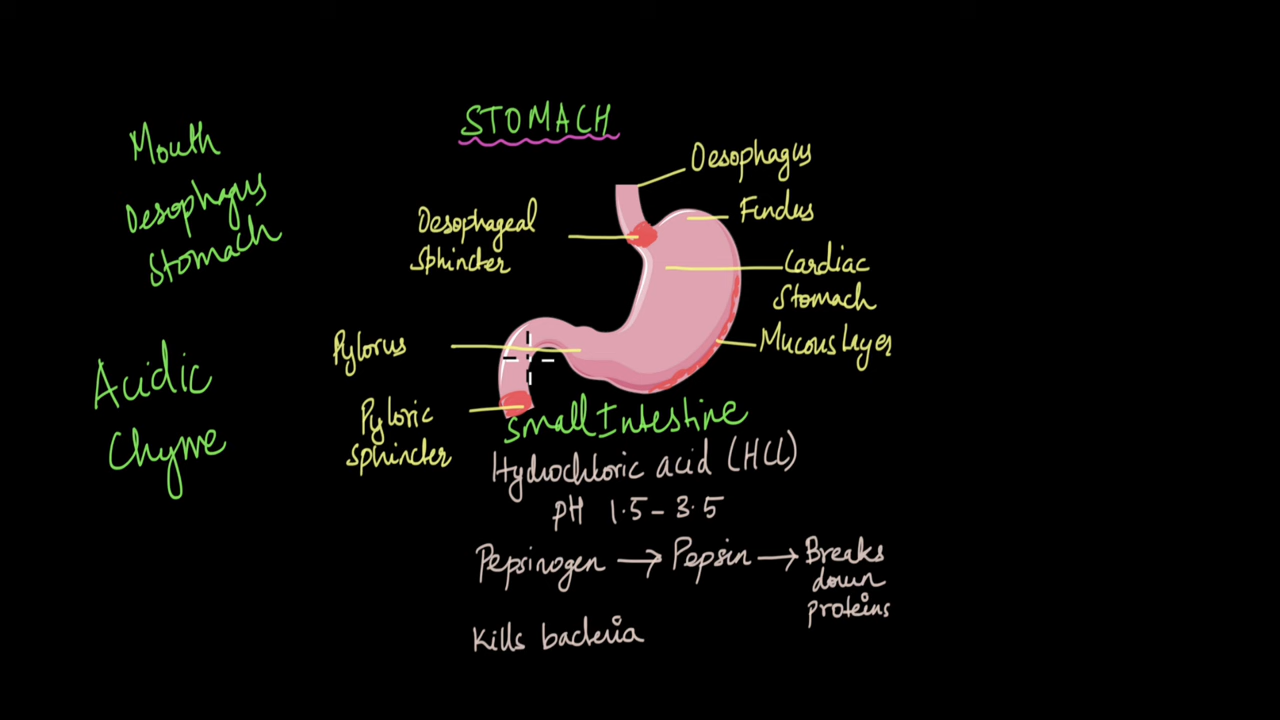 STOMACH
Mouth
Oesophagus
Stomach
Acidic
Chyme
Oesophagus
Fundus
Cardiac
Stomach
Mucous layer
Oesophageal
Sphincter
Pylorus
Pyloric
Sphincter
Small Intestine
Hydrochloric acid (HCl)
pH 1.5 - 3.5
Pepsinogen → Pepsin → Breaks
down
proteins
Kills bacteria